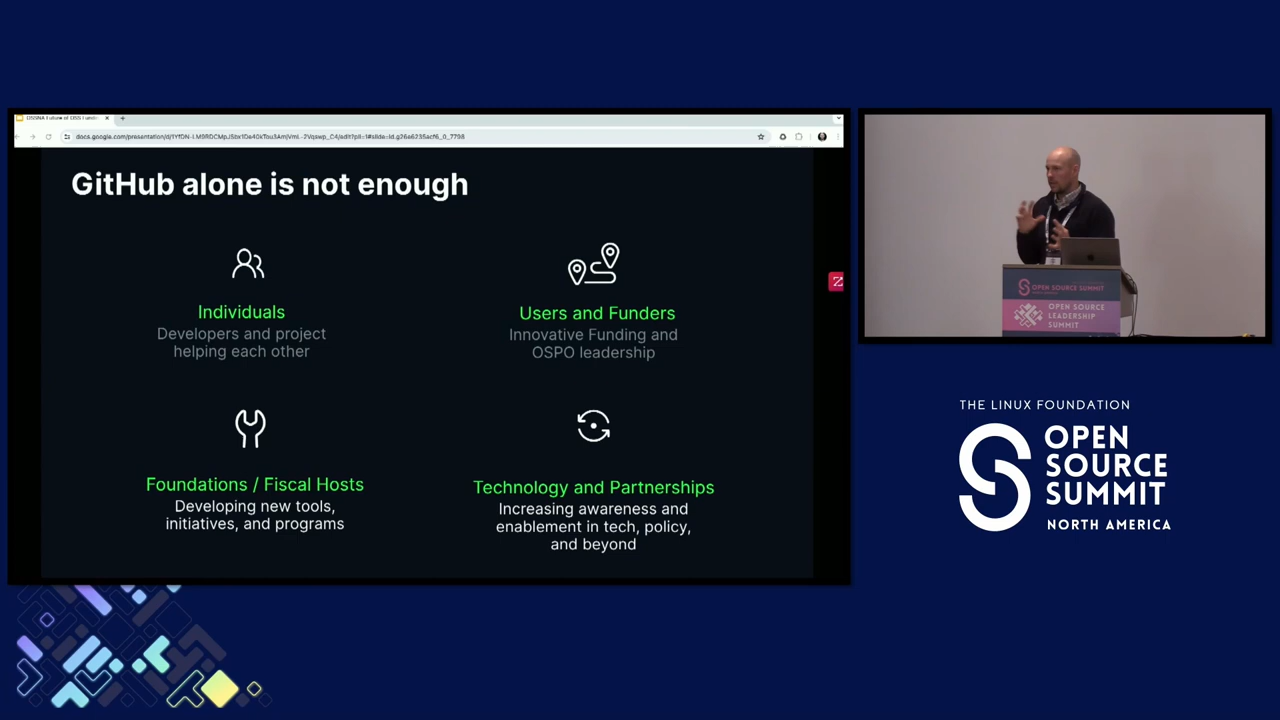 GitHub alone is not enough
Individuals
Developers and project
helping each other
Users and Funders
Innovative Funding and
OSPO leadership
Foundations / Fiscal Hosts
Developing new tools,
initiatives, and programs
Technology and Partnerships
Increasing awareness and
enablement in tech, policy,
and beyond
OPEN SOURCE SUMMIT
OPEN SOURCE
LEADERSHIP
SUMMIT
THE LINUX FOUNDATION
OPEN
SOURCE
SUMMIT
NORTH AMERICA